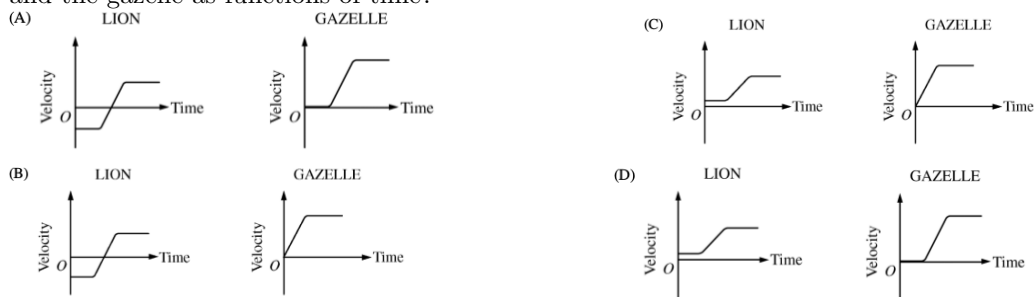 and the gazelle as functions of time?
(A) LION GAZELLE
Velocity O Time Velocity O Time
(C) LION GAZELLE
Velocity O Time Velocity O Time
(B) LION GAZELLE
Velocity O Time Velocity O Time
(D) LION GAZELLE
Velocity O Time Velocity O Time